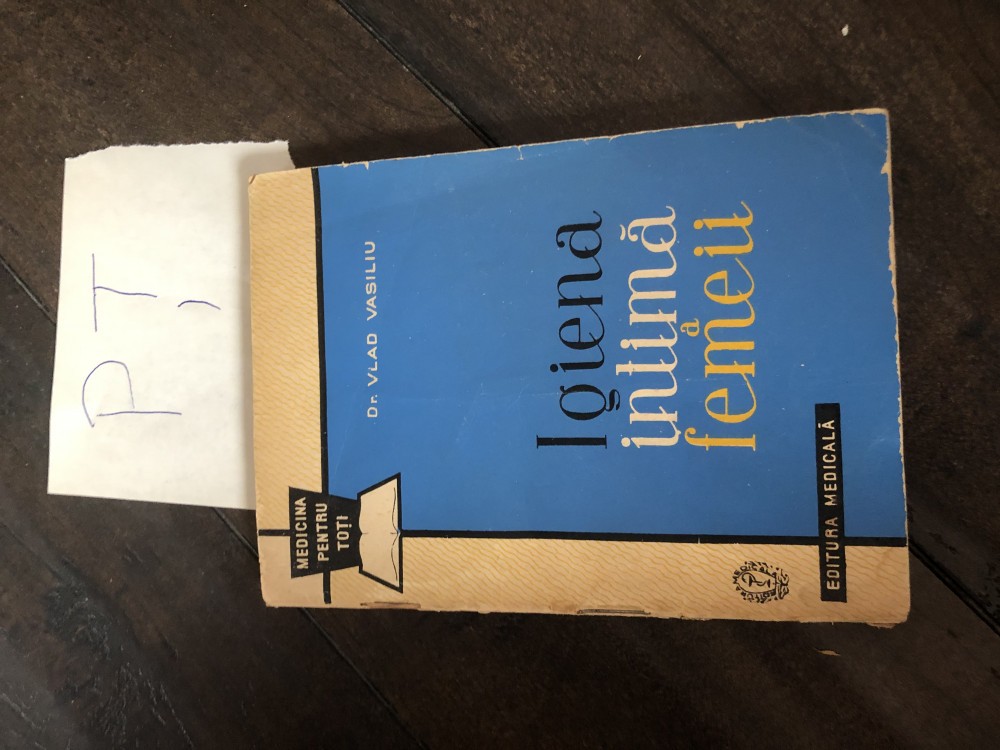 PT,
Dr. VLAD VASILIU
MEDICINA
PENTRU
TOȚI
Igiena
intimă
a
femeii
EDITURA MEDICALĂ